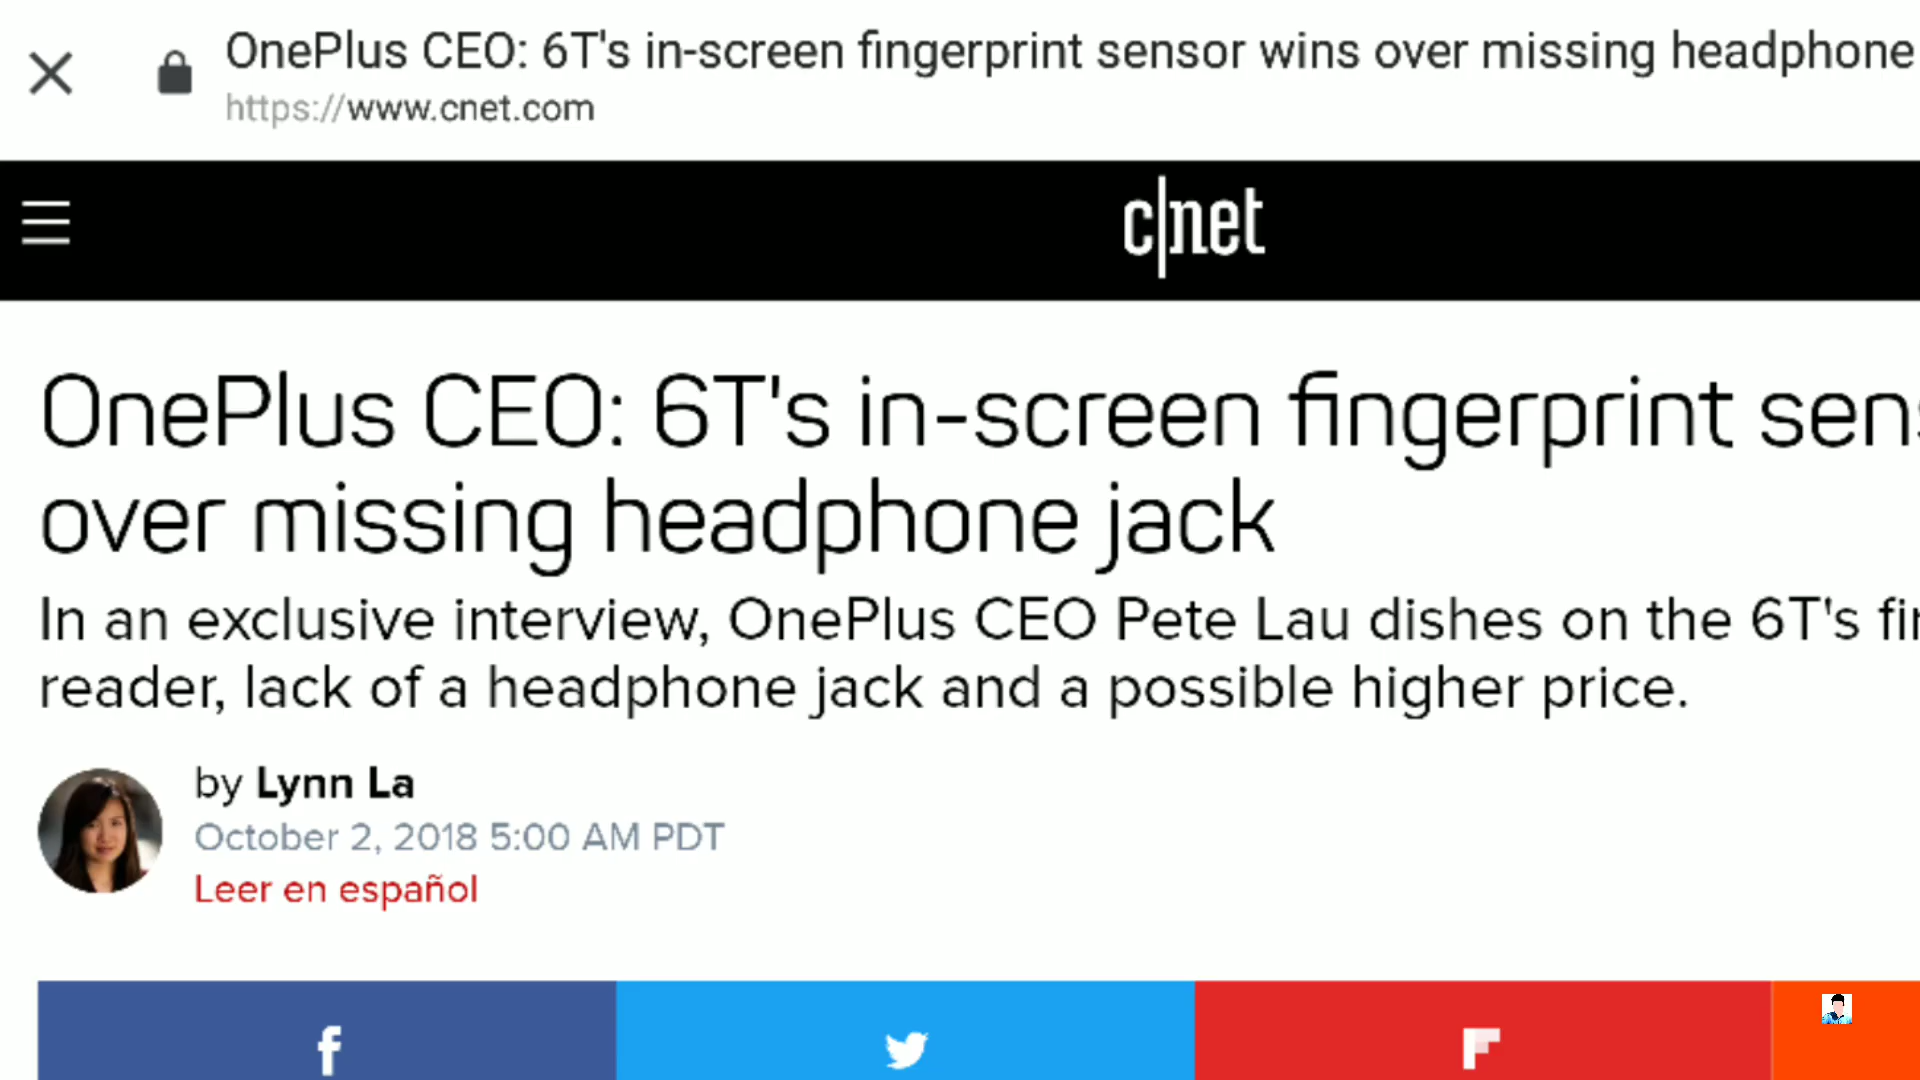 OnePlus CEO: 6T's in-screen fingerprint sensor wins over missing headphone
https://www.cnet.com
c|net
OnePlus CEO: 6T's in-screen fingerprint sens
over missing headphone jack
In an exclusive interview, OnePlus CEO Pete Lau dishes on the 6T's fin
reader, lack of a headphone jack and a possible higher price.
by Lynn La
October 2, 2018 5:00 AM PDT
Leer en español